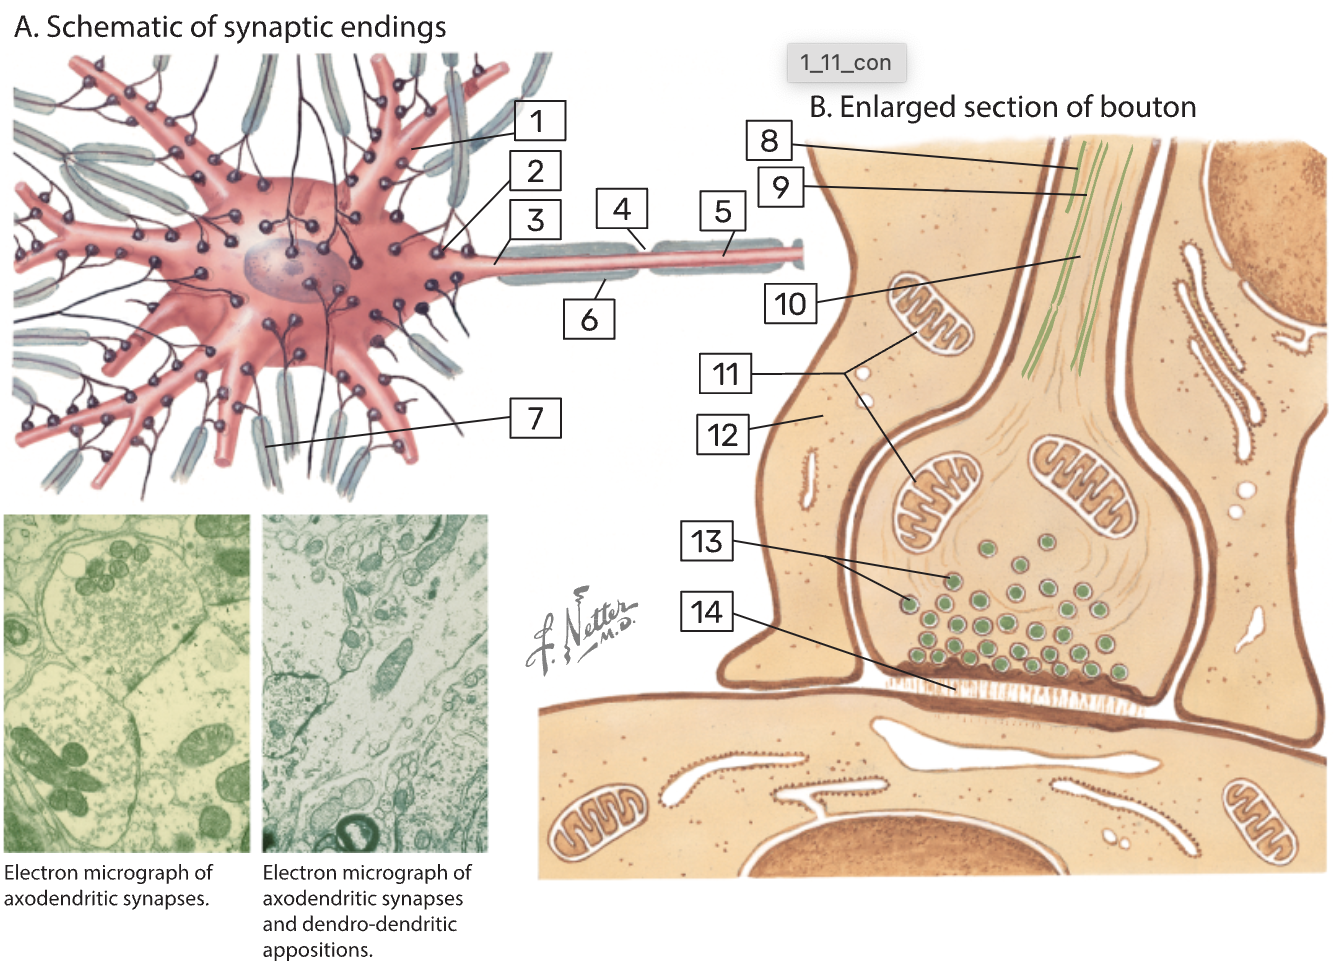 A. Schematic of synaptic endings
1_11_con
B. Enlarged section of bouton
1
2
3
4
5
6
7
8
9
10
11
12
13
14
F. Netter
M.D.
Electron micrograph of
axodendritic synapses.
Electron micrograph of
axodendritic synapses
and dendro-dendritic
appositions.